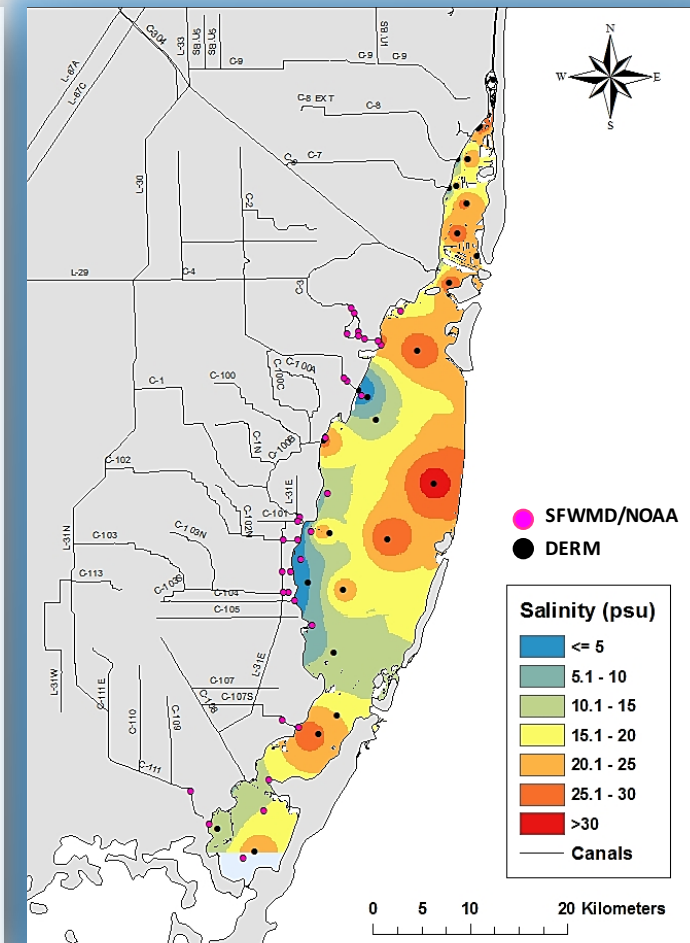 C-304
L-33
SB.U6
SB.U5
SB.U1
C-9
C-9
C-9
L-67A
L-67C
C-8 EXT
C-8
C-7
L-30
C-2
L-29
C-4
C-3
C-1
C-100
C-100A
C-100C
C-1N
C-100B
C-102
L-31E
C-101
C-102N
L-31N
C-103
C-103N
C-113
C-103S
C-104
C-105
L-31W
C-111E
C-110
C-109
C-107
C-107S
C-108
L-31E
C-111
N
W
E
S
SFWMD/NOAA
DERM
Salinity (psu)
<= 5
5.1 - 10
10.1 - 15
15.1 - 20
20.1 - 25
25.1 - 30
>30
Canals
0 5 10 20 Kilometers